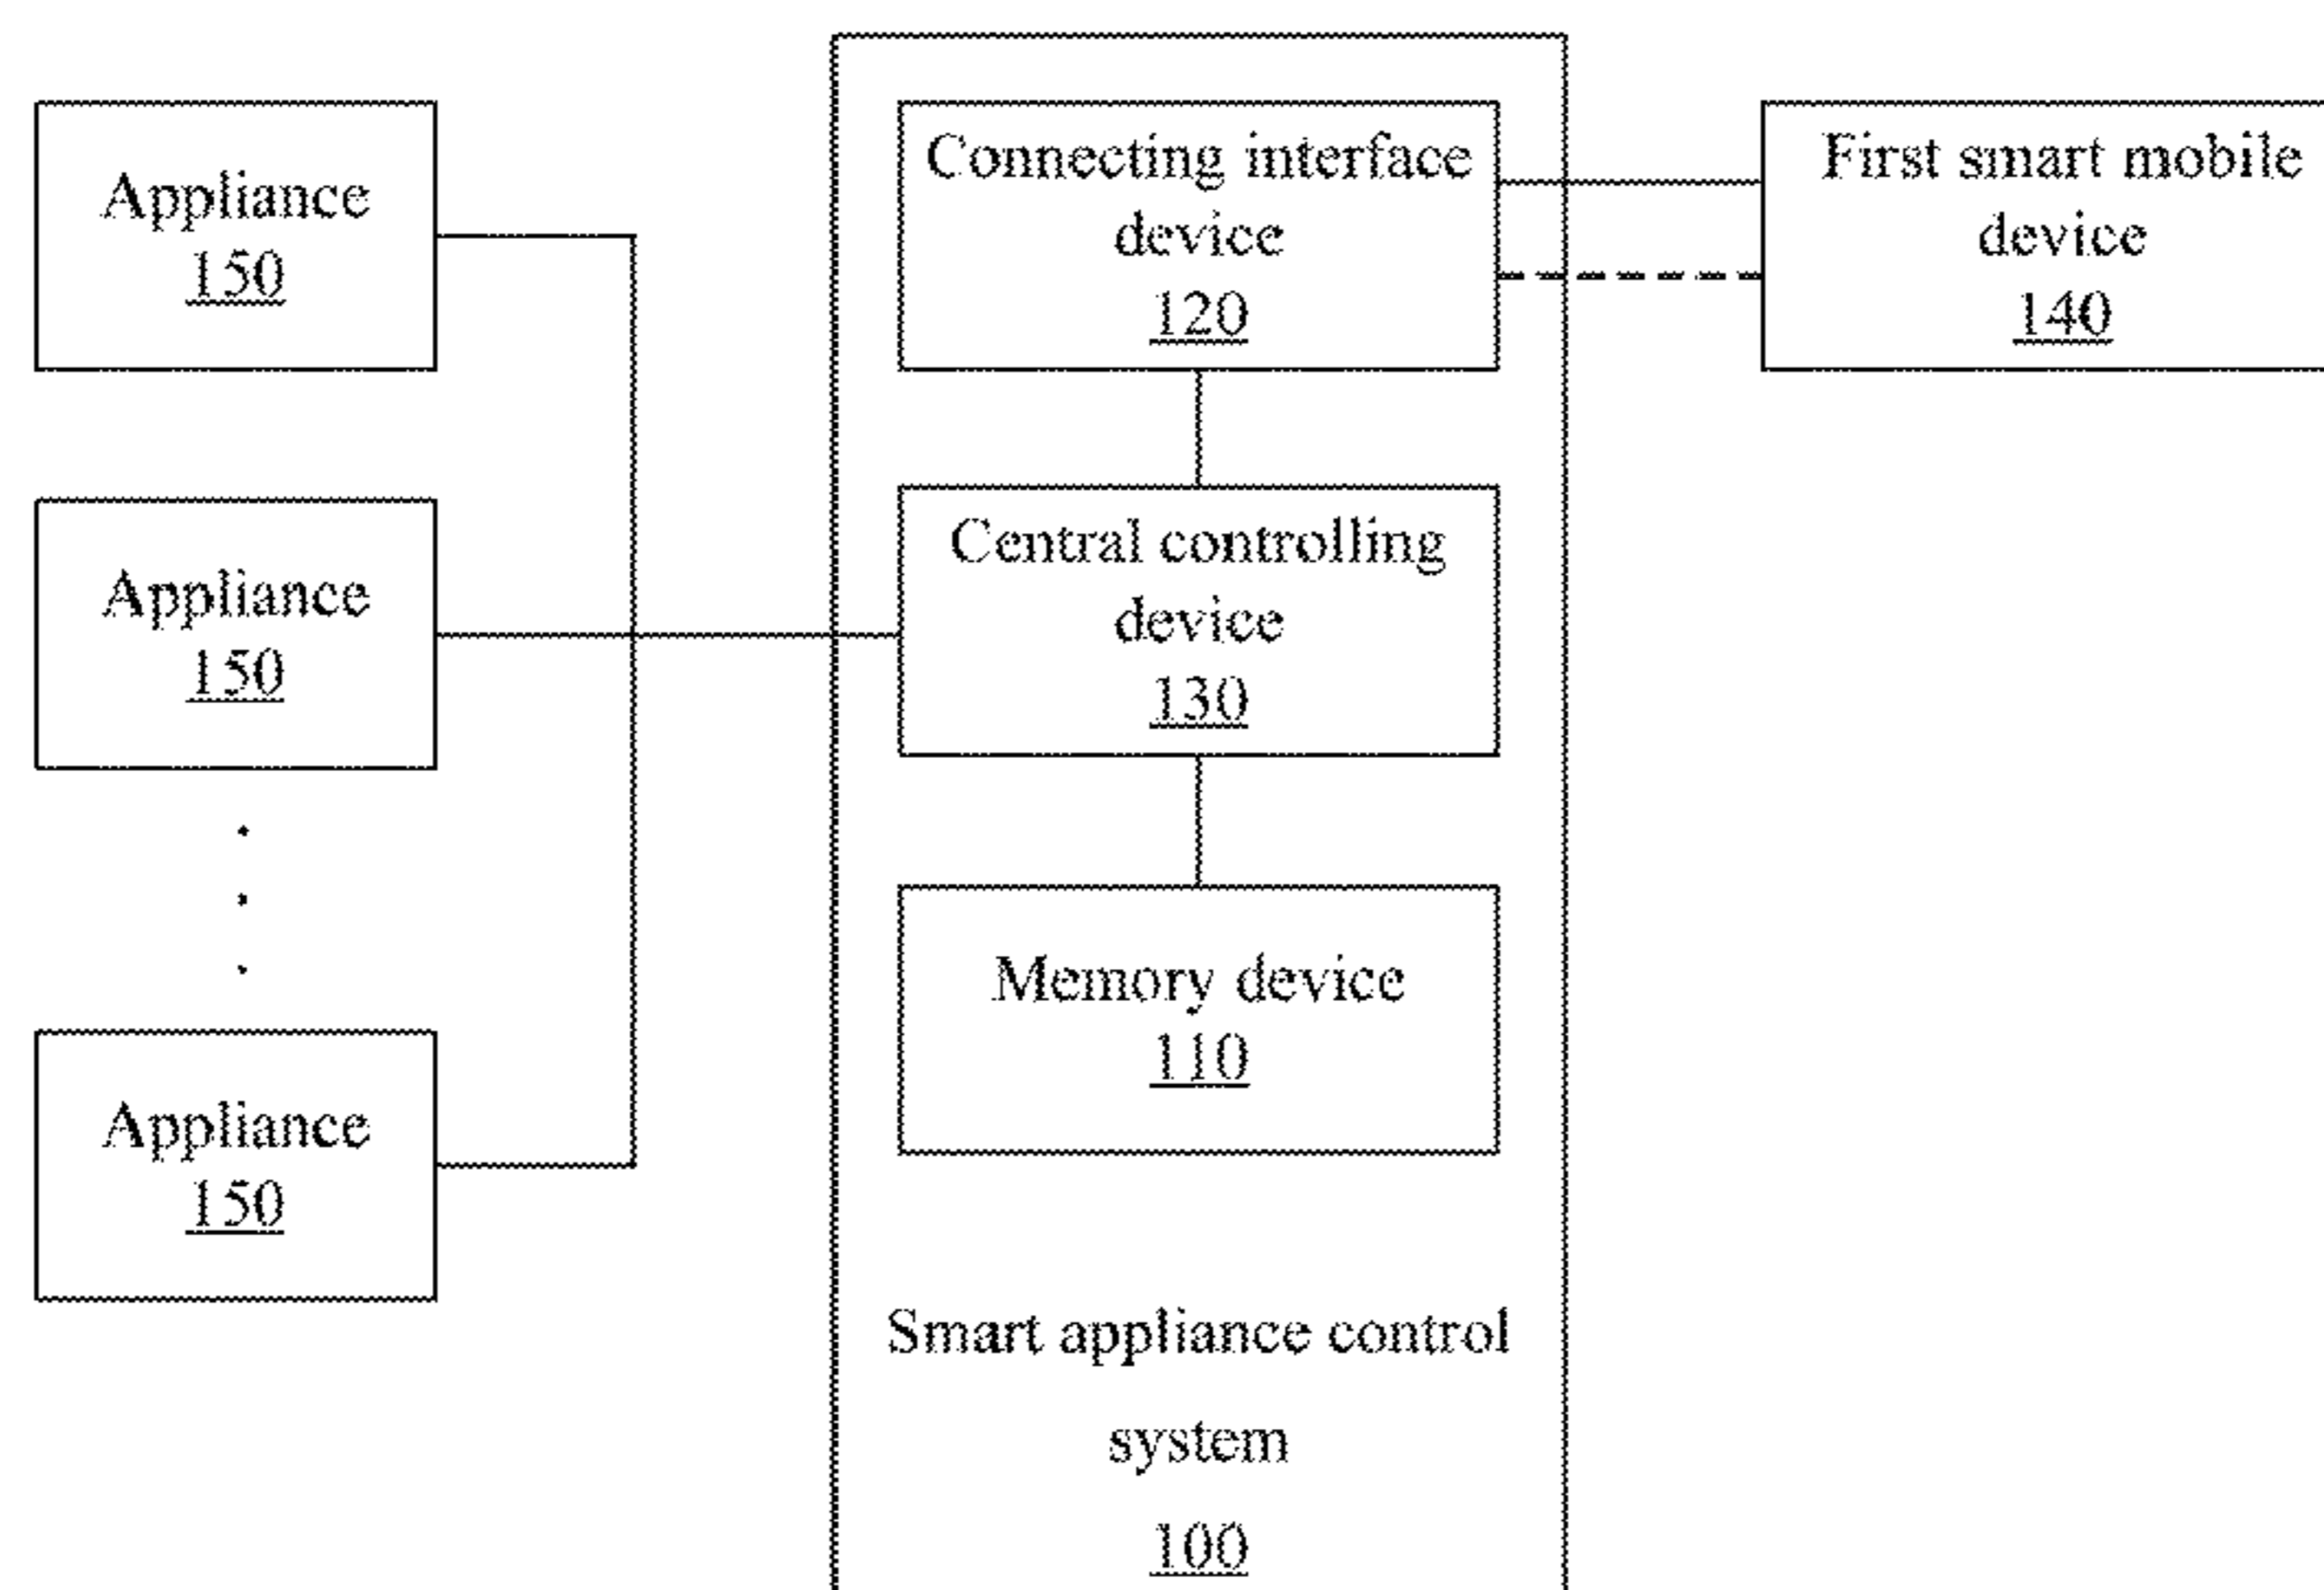 Appliance
150
Appliance
150
Appliance
150
Connecting interface
device
120
Central controlling
device
130
Memory device
110
Smart appliance control
system
100
First smart mobile
device
140